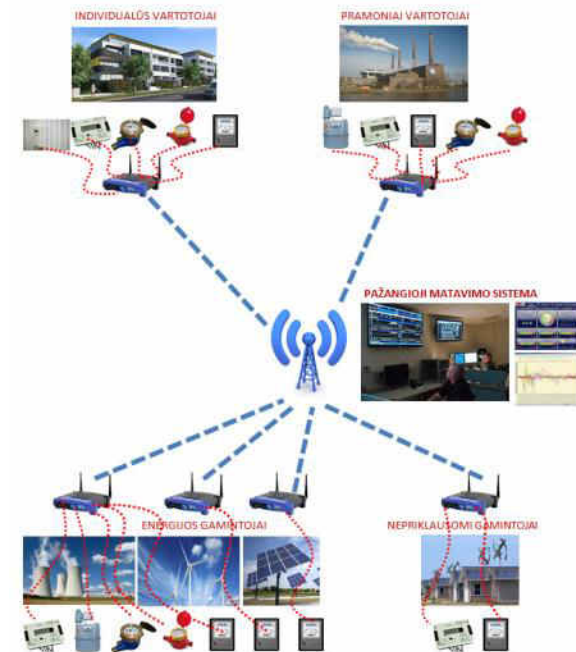 INDIVIDUALŪS VARTOTOJAI
PRAMONIAI VARTOTOJAI
PAŽANGIOJI MATAVIMO SISTEMA
ENERGIJOS GAMINTOJAI
NEPRIKLAUSOMI GAMINTOJAI